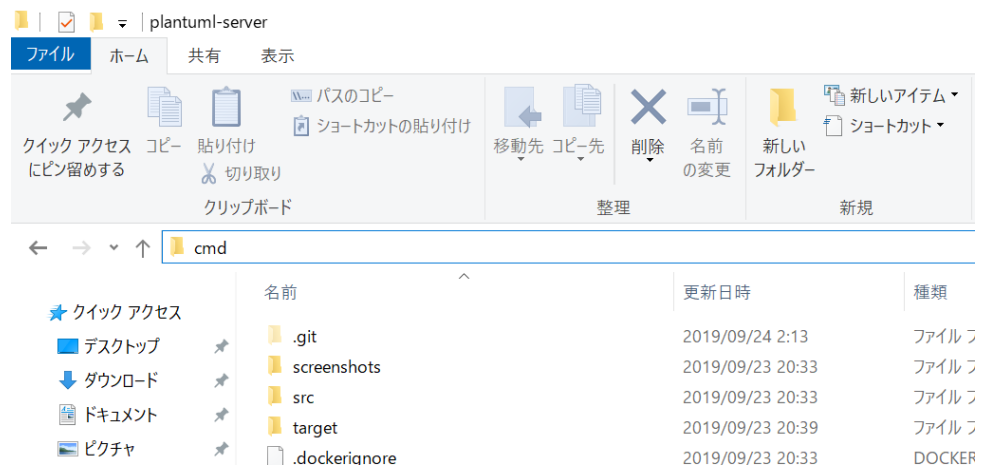 plantuml-server
ファイル ホーム 共有 表示
クイック アクセス
にピン留めする
コピー
貼り付け
パスのコピー
ショートカットの貼り付け
切り取り
クリップボード
移動先 コピー先 削除 名前
の変更
整理
新しい
フォルダー
新しいアイテム
ショートカット
新規
cmd
クイック アクセス
デスクトップ
ダウンロード
ドキュメント
ピクチャ
名前 更新日時 種類
.git 2019/09/24 2:13 ファイル フ
screenshots 2019/09/23 20:33 ファイル フ
src 2019/09/23 20:33 ファイル フ
target 2019/09/23 20:39 ファイル フ
.dockerignore 2019/09/23 20:33 DOCKER